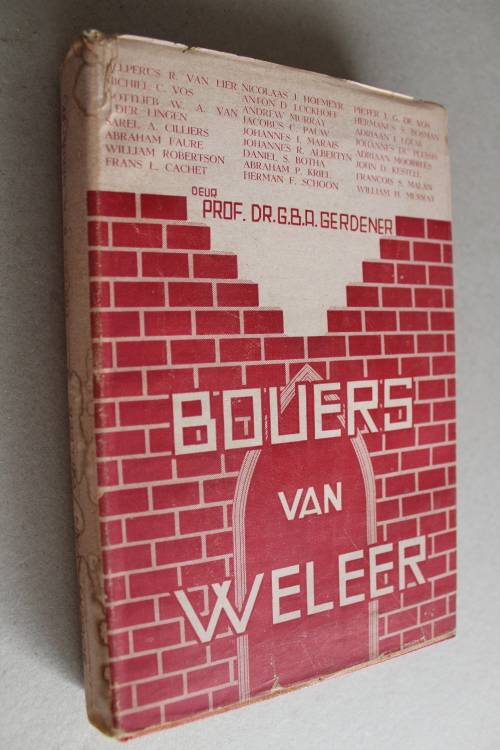 HELPERUS R. VAN LIER
MICHIEL C. VOS
GOTTLIEB W. A. VAN
DER LINGEN
SAREL A. CILLIERS
ABRAHAM FAURE
WILLIAM ROBERTSON
FRANS L. CACHET
NICOLAAS J. HOFMEYR
ANTON D. LÜCKHOFF
ANDREW MURRAY
JACOBUS C. PAUW
JOHANNES I. MARAIS
JOHANNES R. ALBERTYN
DANIEL S. BOTHA
ABRAHAM P. KRIEL
HERMAN F. SCHOON
PIETER J. G. DE VOS
HERMANUS S. BOSMAN
ADRIAAN I. LOUW
JOHANNES DU PLESSIS
ADRIAAN MOORREES
JOHN D. KESTELL
FRANCOIS S. MALAN
WILLIAM H. MURRAY
DEUR
PROF. DR. G.B.A. GERDENER
BOUERS
VAN
WELEER